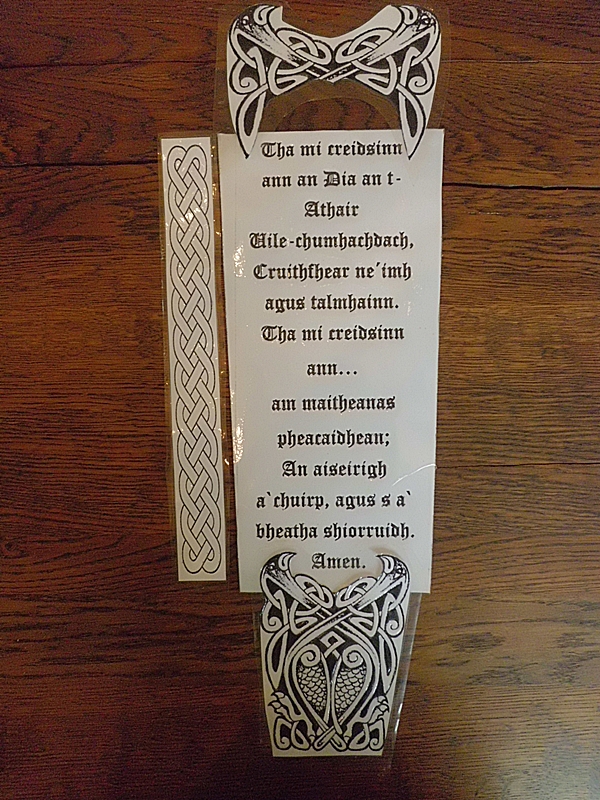 Tha mi creidsinn
ann an Dia an t-
Athair
Uile-chumhachdach,
Cruithfhear ne´imh
agus talmhainn.
Tha mi creidsinn
ann...
am maitheanas
pheacaidhean;
An aiseirigh
a`chuirp, agus s a`
bheatha shiorruidh.
Amen.